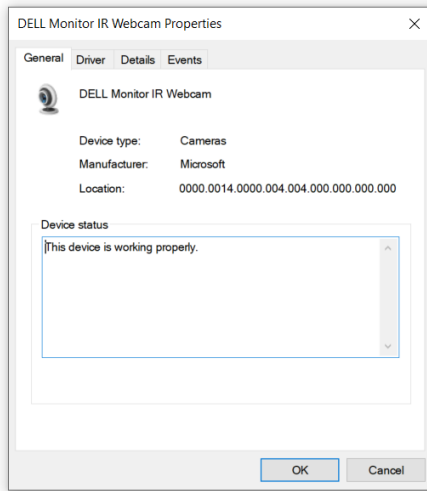 DELL Monitor IR Webcam Properties
General Driver Details Events
DELL Monitor IR Webcam
Device type: Cameras
Manufacturer: Microsoft
Location: 0000.0014.0000.004.004.000.000.000.000
Device status
This device is working properly.
OK Cancel